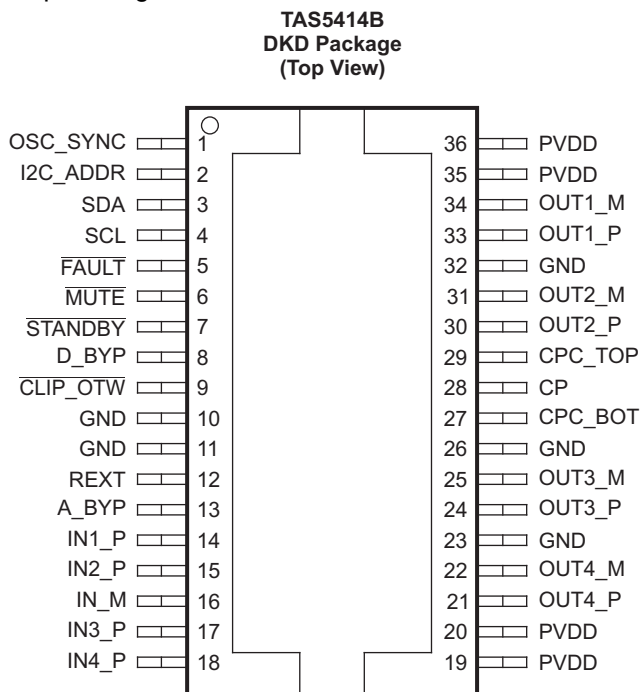 TAS5414B
DKD Package
(Top View)
OSC_SYNC 1 36 PVDD
I2C_ADDR 2 35 PVDD
SDA 3 34 OUT1_M
SCL 4 33 OUT1_P
FAULT 5 32 GND
MUTE 6 31 OUT2_M
STANDBY 7 30 OUT2_P
D_BYP 8 29 CPC_TOP
CLIP_OTW 9 28 CP
GND 10 27 CPC_BOT
GND 11 26 GND
REXT 12 25 OUT3_M
A_BYP 13 24 OUT3_P
IN1_P 14 23 GND
IN2_P 15 22 OUT4_M
IN_M 16 21 OUT4_P
IN3_P 17 20 PVDD
IN4_P 18 19 PVDD